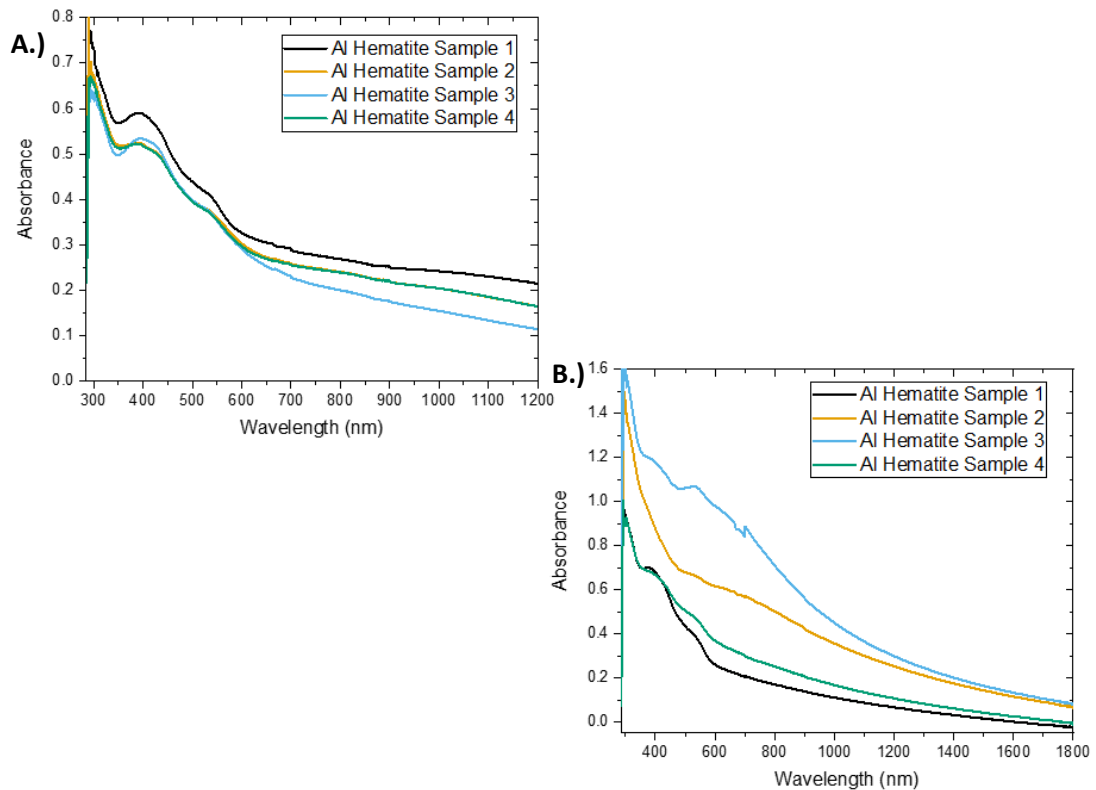 A.)
0.8
0.7
0.6
0.5
0.4
0.3
0.2
0.1
0.0
Absorbance
Al Hematite Sample 1
Al Hematite Sample 2
Al Hematite Sample 3
Al Hematite Sample 4
300 400 500 600 700 800 900 1000 1100 1200
Wavelength (nm)
B.)
1.6
1.4
1.2
1.0
0.8
0.6
0.4
0.2
0.0
Absorbance
Al Hematite Sample 1
Al Hematite Sample 2
Al Hematite Sample 3
Al Hematite Sample 4
400 600 800 1000 1200 1400 1600 1800
Wavelength (nm)